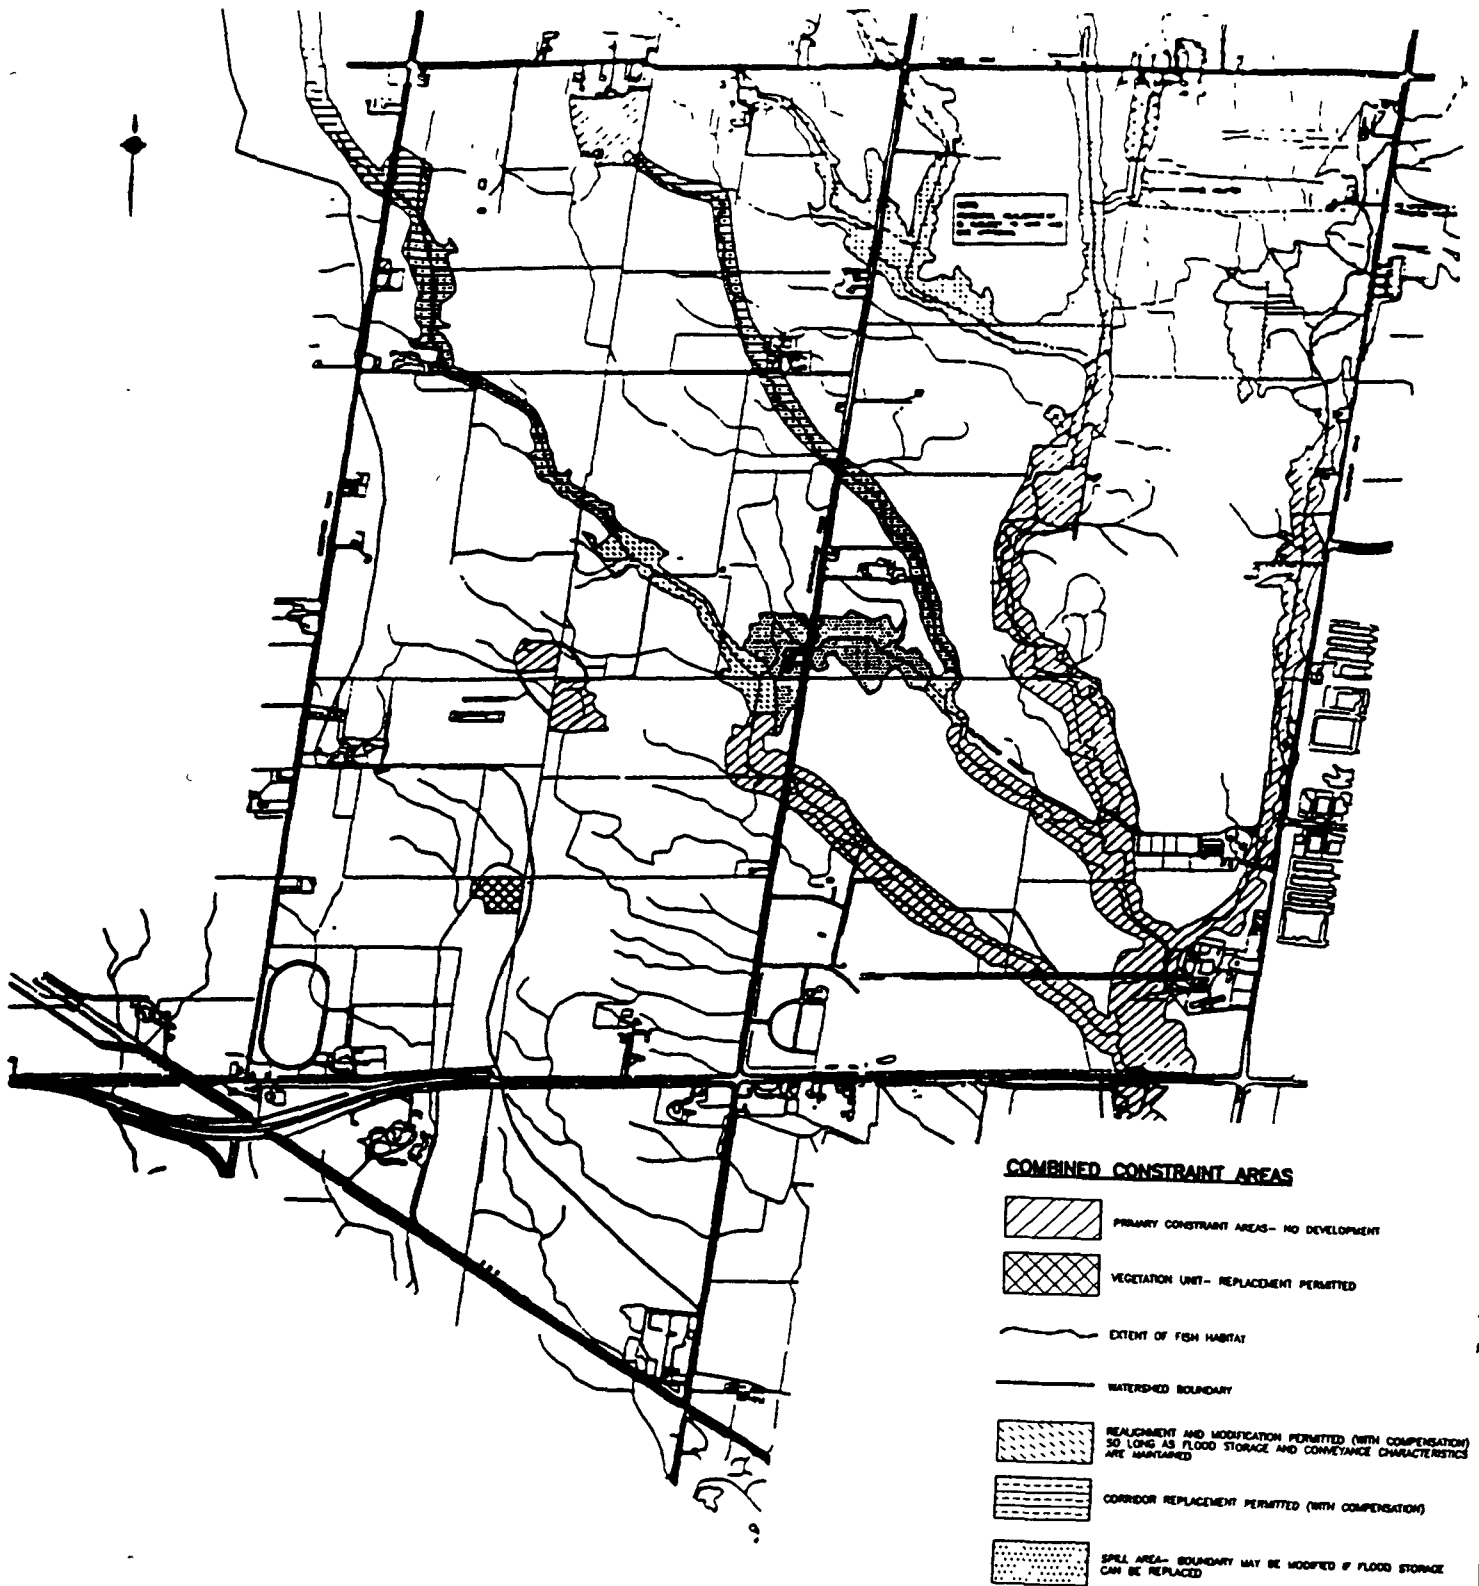 COMBINED CONSTRAINT AREAS
PRIMARY CONSTRAINT AREAS- NO DEVELOPMENT
VEGETATION UNIT- REPLACEMENT PERMITTED
EXTENT OF FISH HABITAT
WATERSHED BOUNDARY
REALIGNMENT AND MODIFICATION PERMITTED (WITH COMPENSATION)
SO LONG AS FLOOD STORAGE AND CONVEYANCE CHARACTERISTICS
ARE MAINTAINED
CORRIDOR REPLACEMENT PERMITTED (WITH COMPENSATION)
SPILL AREA- BOUNDARY MAY BE MODIFIED IF FLOOD STORAGE
CAN BE REPLACED